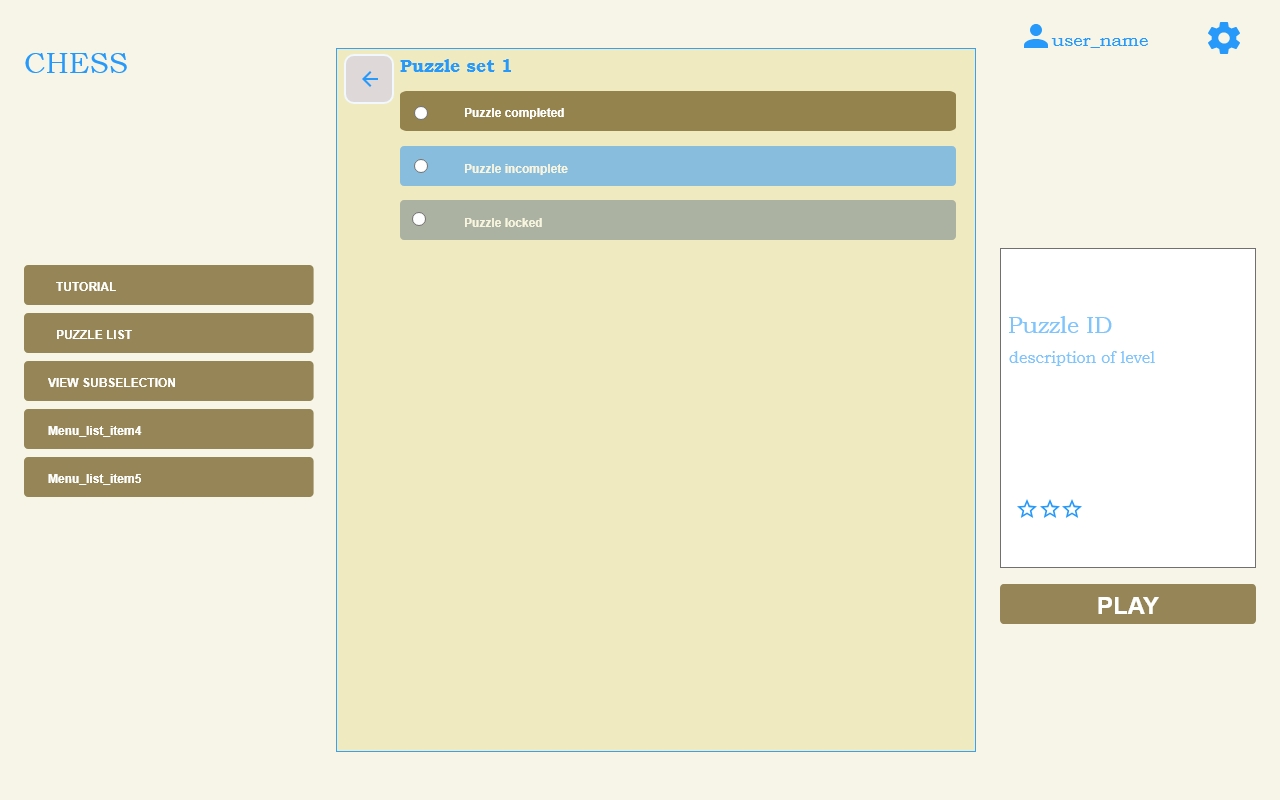 CHESS
user_name
Puzzle set 1
Puzzle completed
Puzzle incomplete
Puzzle locked
TUTORIAL
PUZZLE LIST
VIEW SUBSELECTION
Menu_list_item4
Menu_list_item5
Puzzle ID
description of level
PLAY